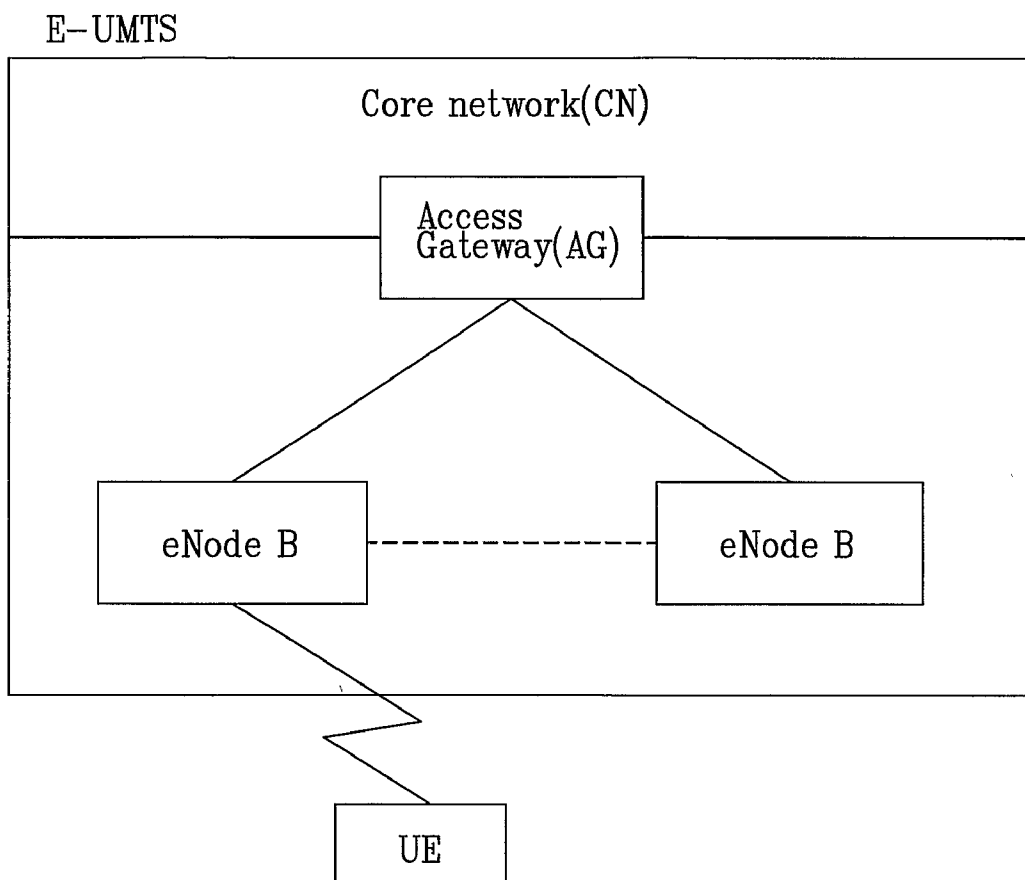 E-UMTS
Core network(CN)
Access
Gateway(AG)
eNode B
eNode B
UE